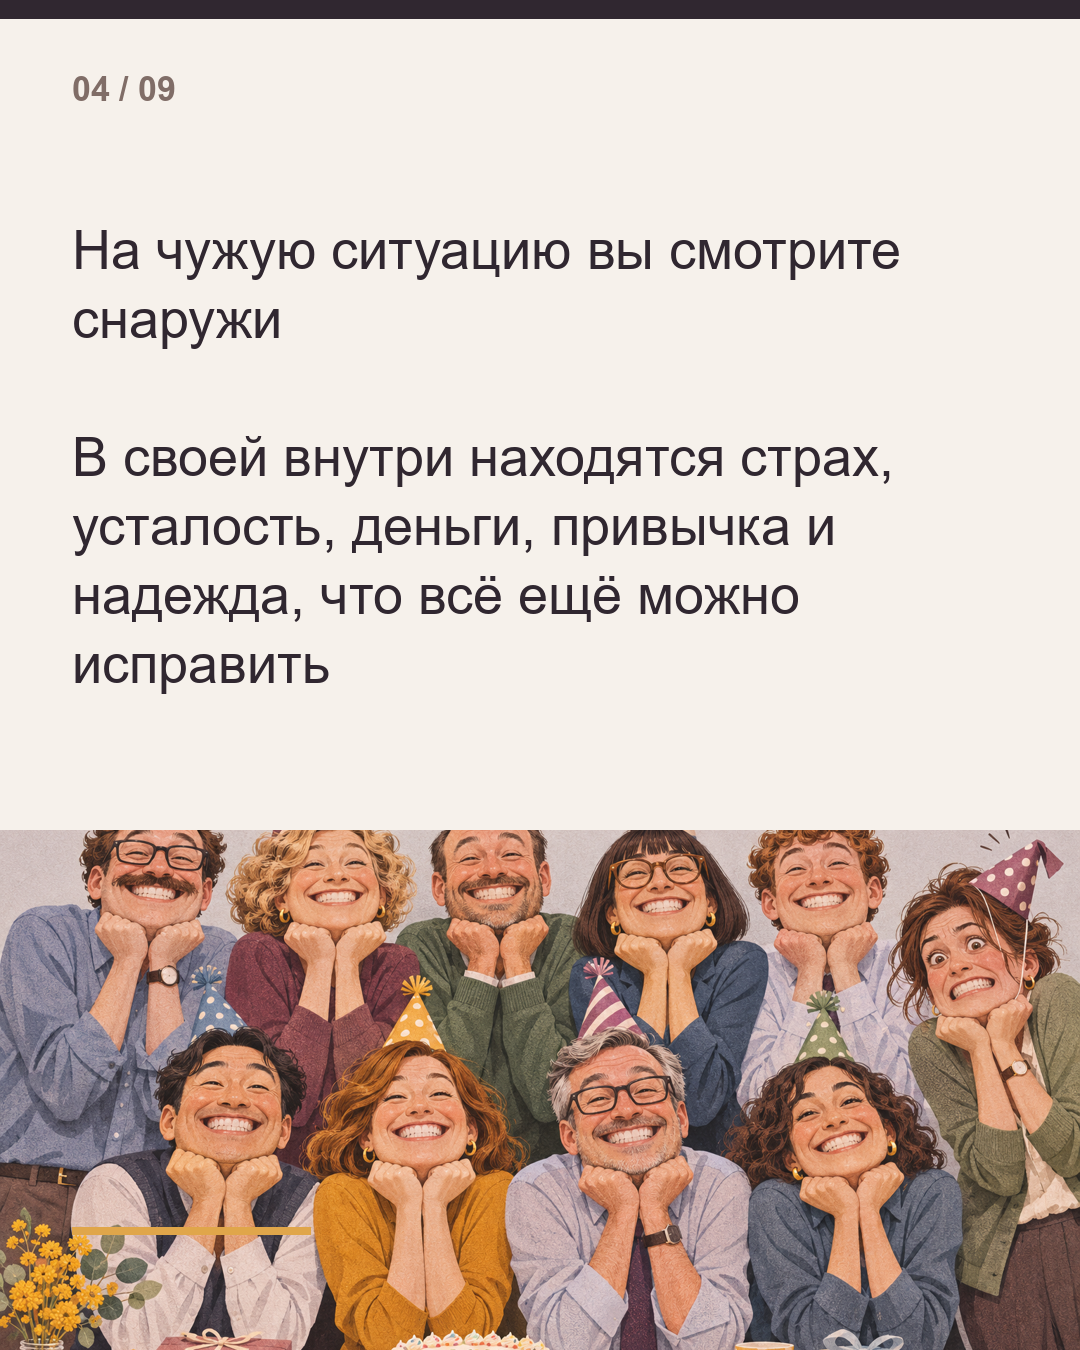 04 / 09
На чужую ситуацию вы смотрите
снаружи
В своей внутри находятся страх,
усталость, деньги, привычка и
надежда, что всё ещё можно
исправить